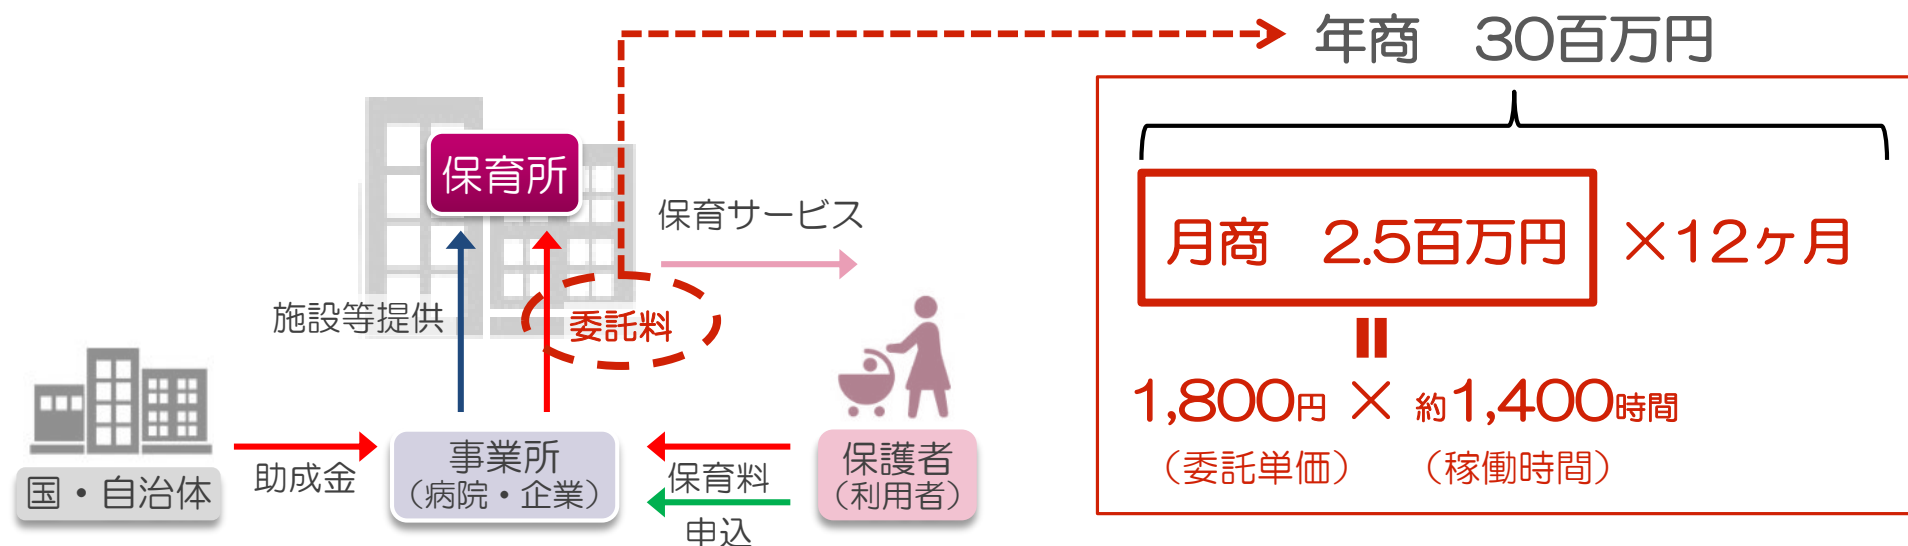 年商　30百万円
保育所
保育サービス
月商　2.5百万円 ×12ヶ月
施設等提供
委託料
1,800円 × 約1,400時間
（委託単価）　（稼働時間）
国・自治体
助成金
事業所
（病院・企業）
保育料
申込
保護者
（利用者）